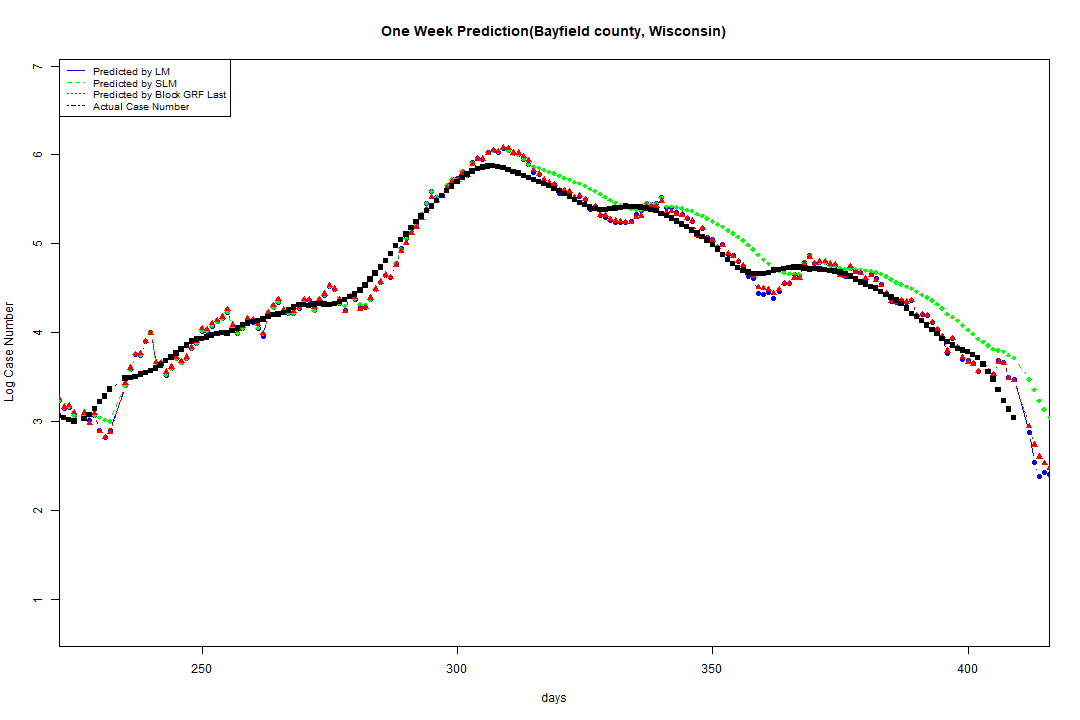 One Week Prediction(Bayfield county, Wisconsin)
Predicted by LM
Predicted by SLM
Predicted by Block GRF Last
Actual Case Number
7
6
5
4
3
2
1
Log Case Number
250 300 350 400
days